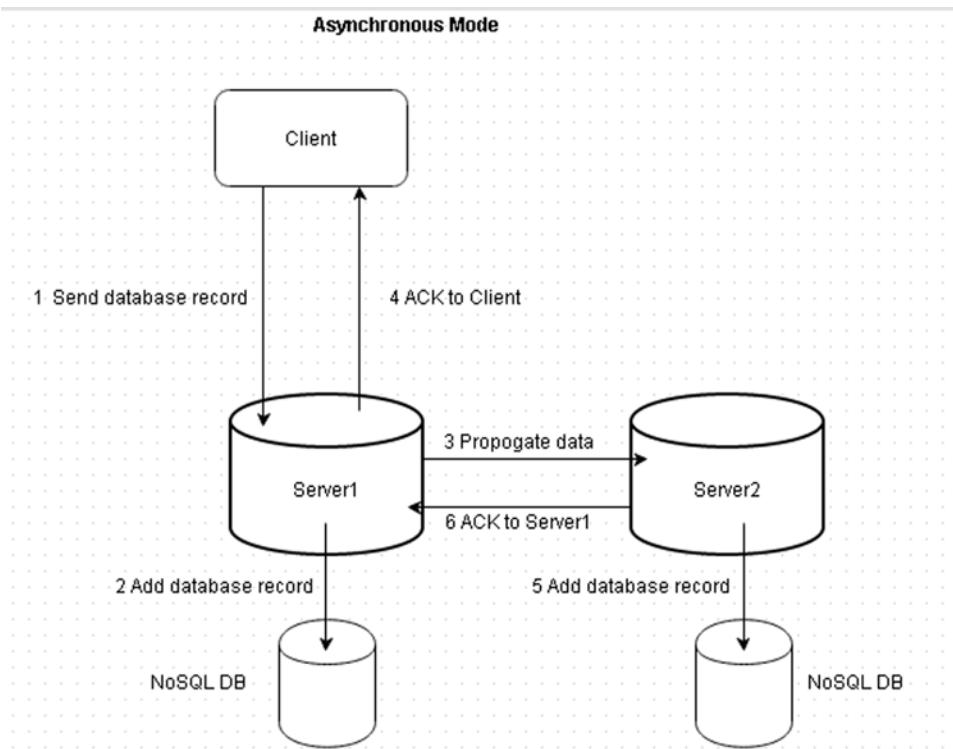 Asynchronous Mode
Client
1 Send database record
4 ACK to Client
3 Propogate data
Server1
Server2
6 ACK to Server1
2 Add database record
5 Add database record
NoSQL DB
NoSQL DB